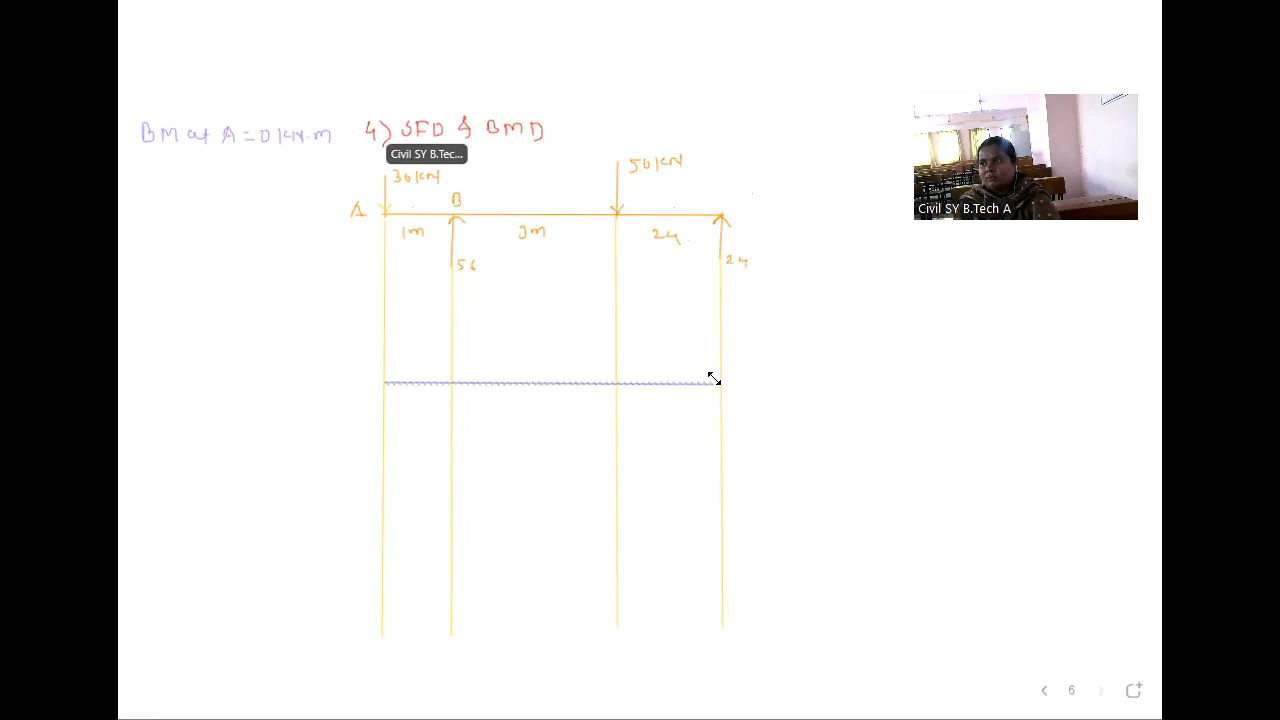 BM at A = 0 kN.m 4) SFD & BMD
Civil SY B.Tec...
30 kN
50 kN
A
B
1m
3m
24
56
24
Civil SY B.Tech A
6